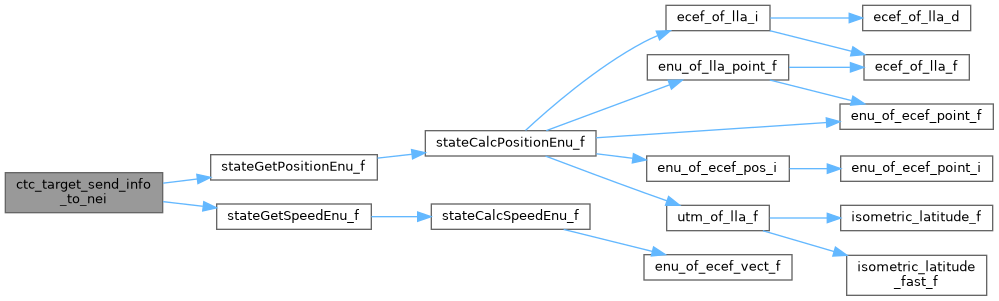 ctc_target_send_info
_to_nei
stateGetPositionEnu_f
stateGetSpeedEnu_f
stateCalcPositionEnu_f
stateCalcSpeedEnu_f
ecef_of_lla_i
enu_of_lla_point_f
enu_of_ecef_pos_i
utm_of_lla_f
enu_of_ecef_vect_f
ecef_of_lla_d
ecef_of_lla_f
enu_of_ecef_point_f
enu_of_ecef_point_i
isometric_latitude_f
isometric_latitude
_fast_f